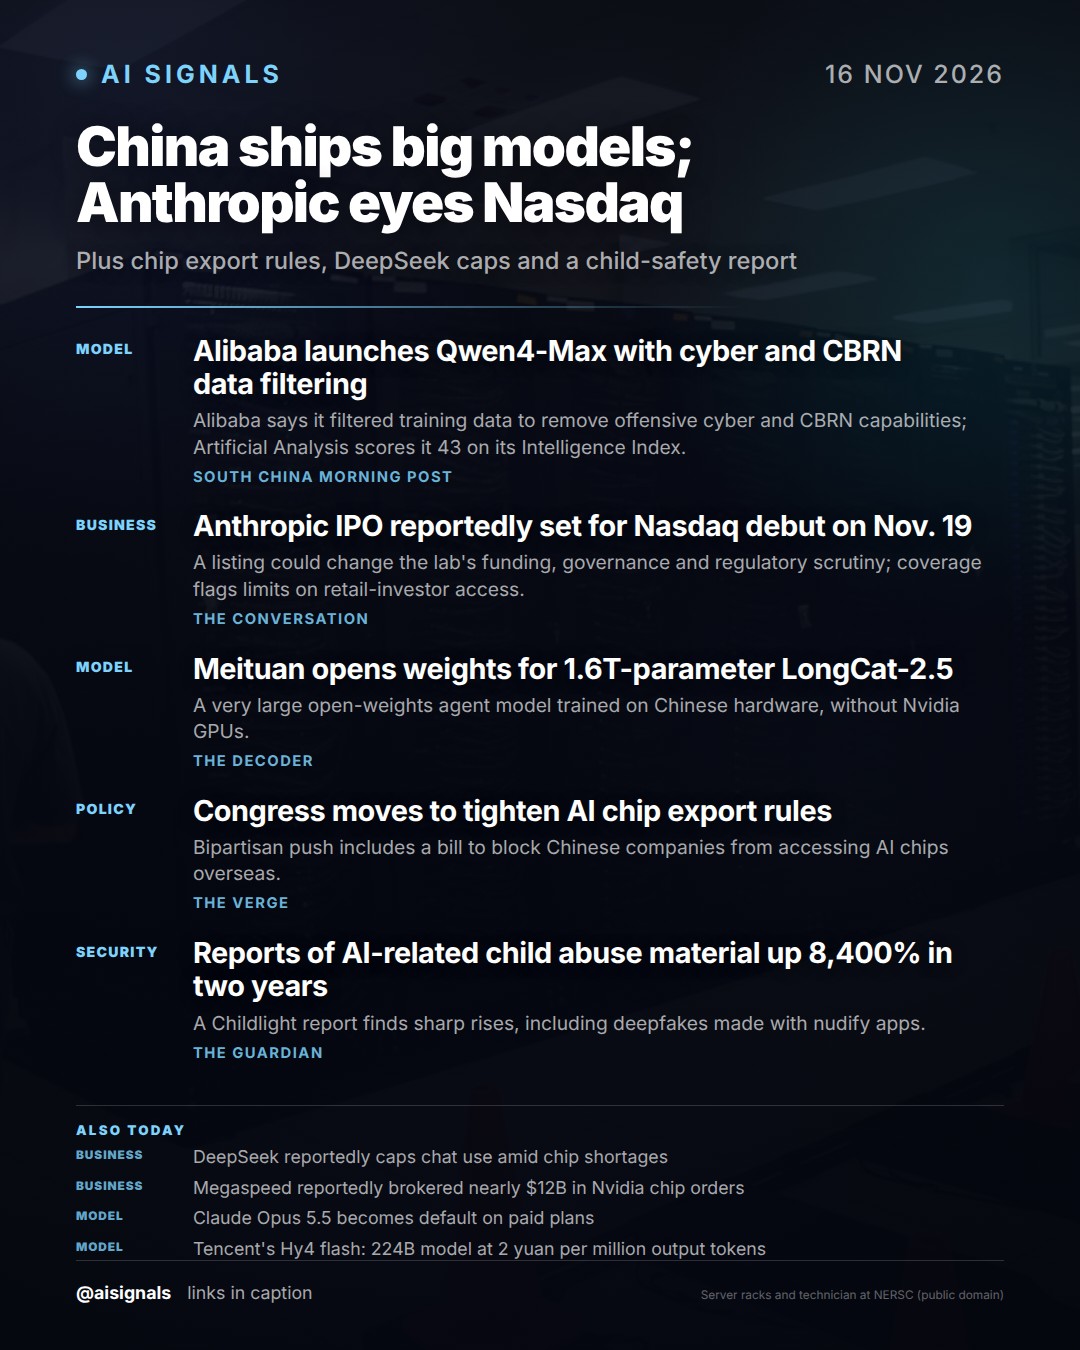 AI SIGNALS
16 NOV 2026
China ships big models;
Anthropic eyes Nasdaq
Plus chip export rules, DeepSeek caps and a child-safety report
MODEL
Alibaba launches Qwen4-Max with cyber and CBRN
data filtering
Alibaba says it filtered training data to remove offensive cyber and CBRN capabilities;
Artificial Analysis scores it 43 on its Intelligence Index.
SOUTH CHINA MORNING POST
BUSINESS
Anthropic IPO reportedly set for Nasdaq debut on Nov. 19
A listing could change the lab's funding, governance and regulatory scrutiny; coverage
flags limits on retail-investor access.
THE CONVERSATION
MODEL
Meituan opens weights for 1.6T-parameter LongCat-2.5
A very large open-weights agent model trained on Chinese hardware, without Nvidia
GPUs.
THE DECODER
POLICY
Congress moves to tighten AI chip export rules
Bipartisan push includes a bill to block Chinese companies from accessing AI chips
overseas.
THE VERGE
SECURITY
Reports of AI-related child abuse material up 8,400% in
two years
A Childlight report finds sharp rises, including deepfakes made with nudify apps.
THE GUARDIAN
ALSO TODAY
BUSINESS DeepSeek reportedly caps chat use amid chip shortages
BUSINESS Megaspeed reportedly brokered nearly $12B in Nvidia chip orders
MODEL Claude Opus 5.5 becomes default on paid plans
MODEL Tencent's Hy4 flash: 224B model at 2 yuan per million output tokens
@aisignals links in caption
Server racks and technician at NERSC (public domain)